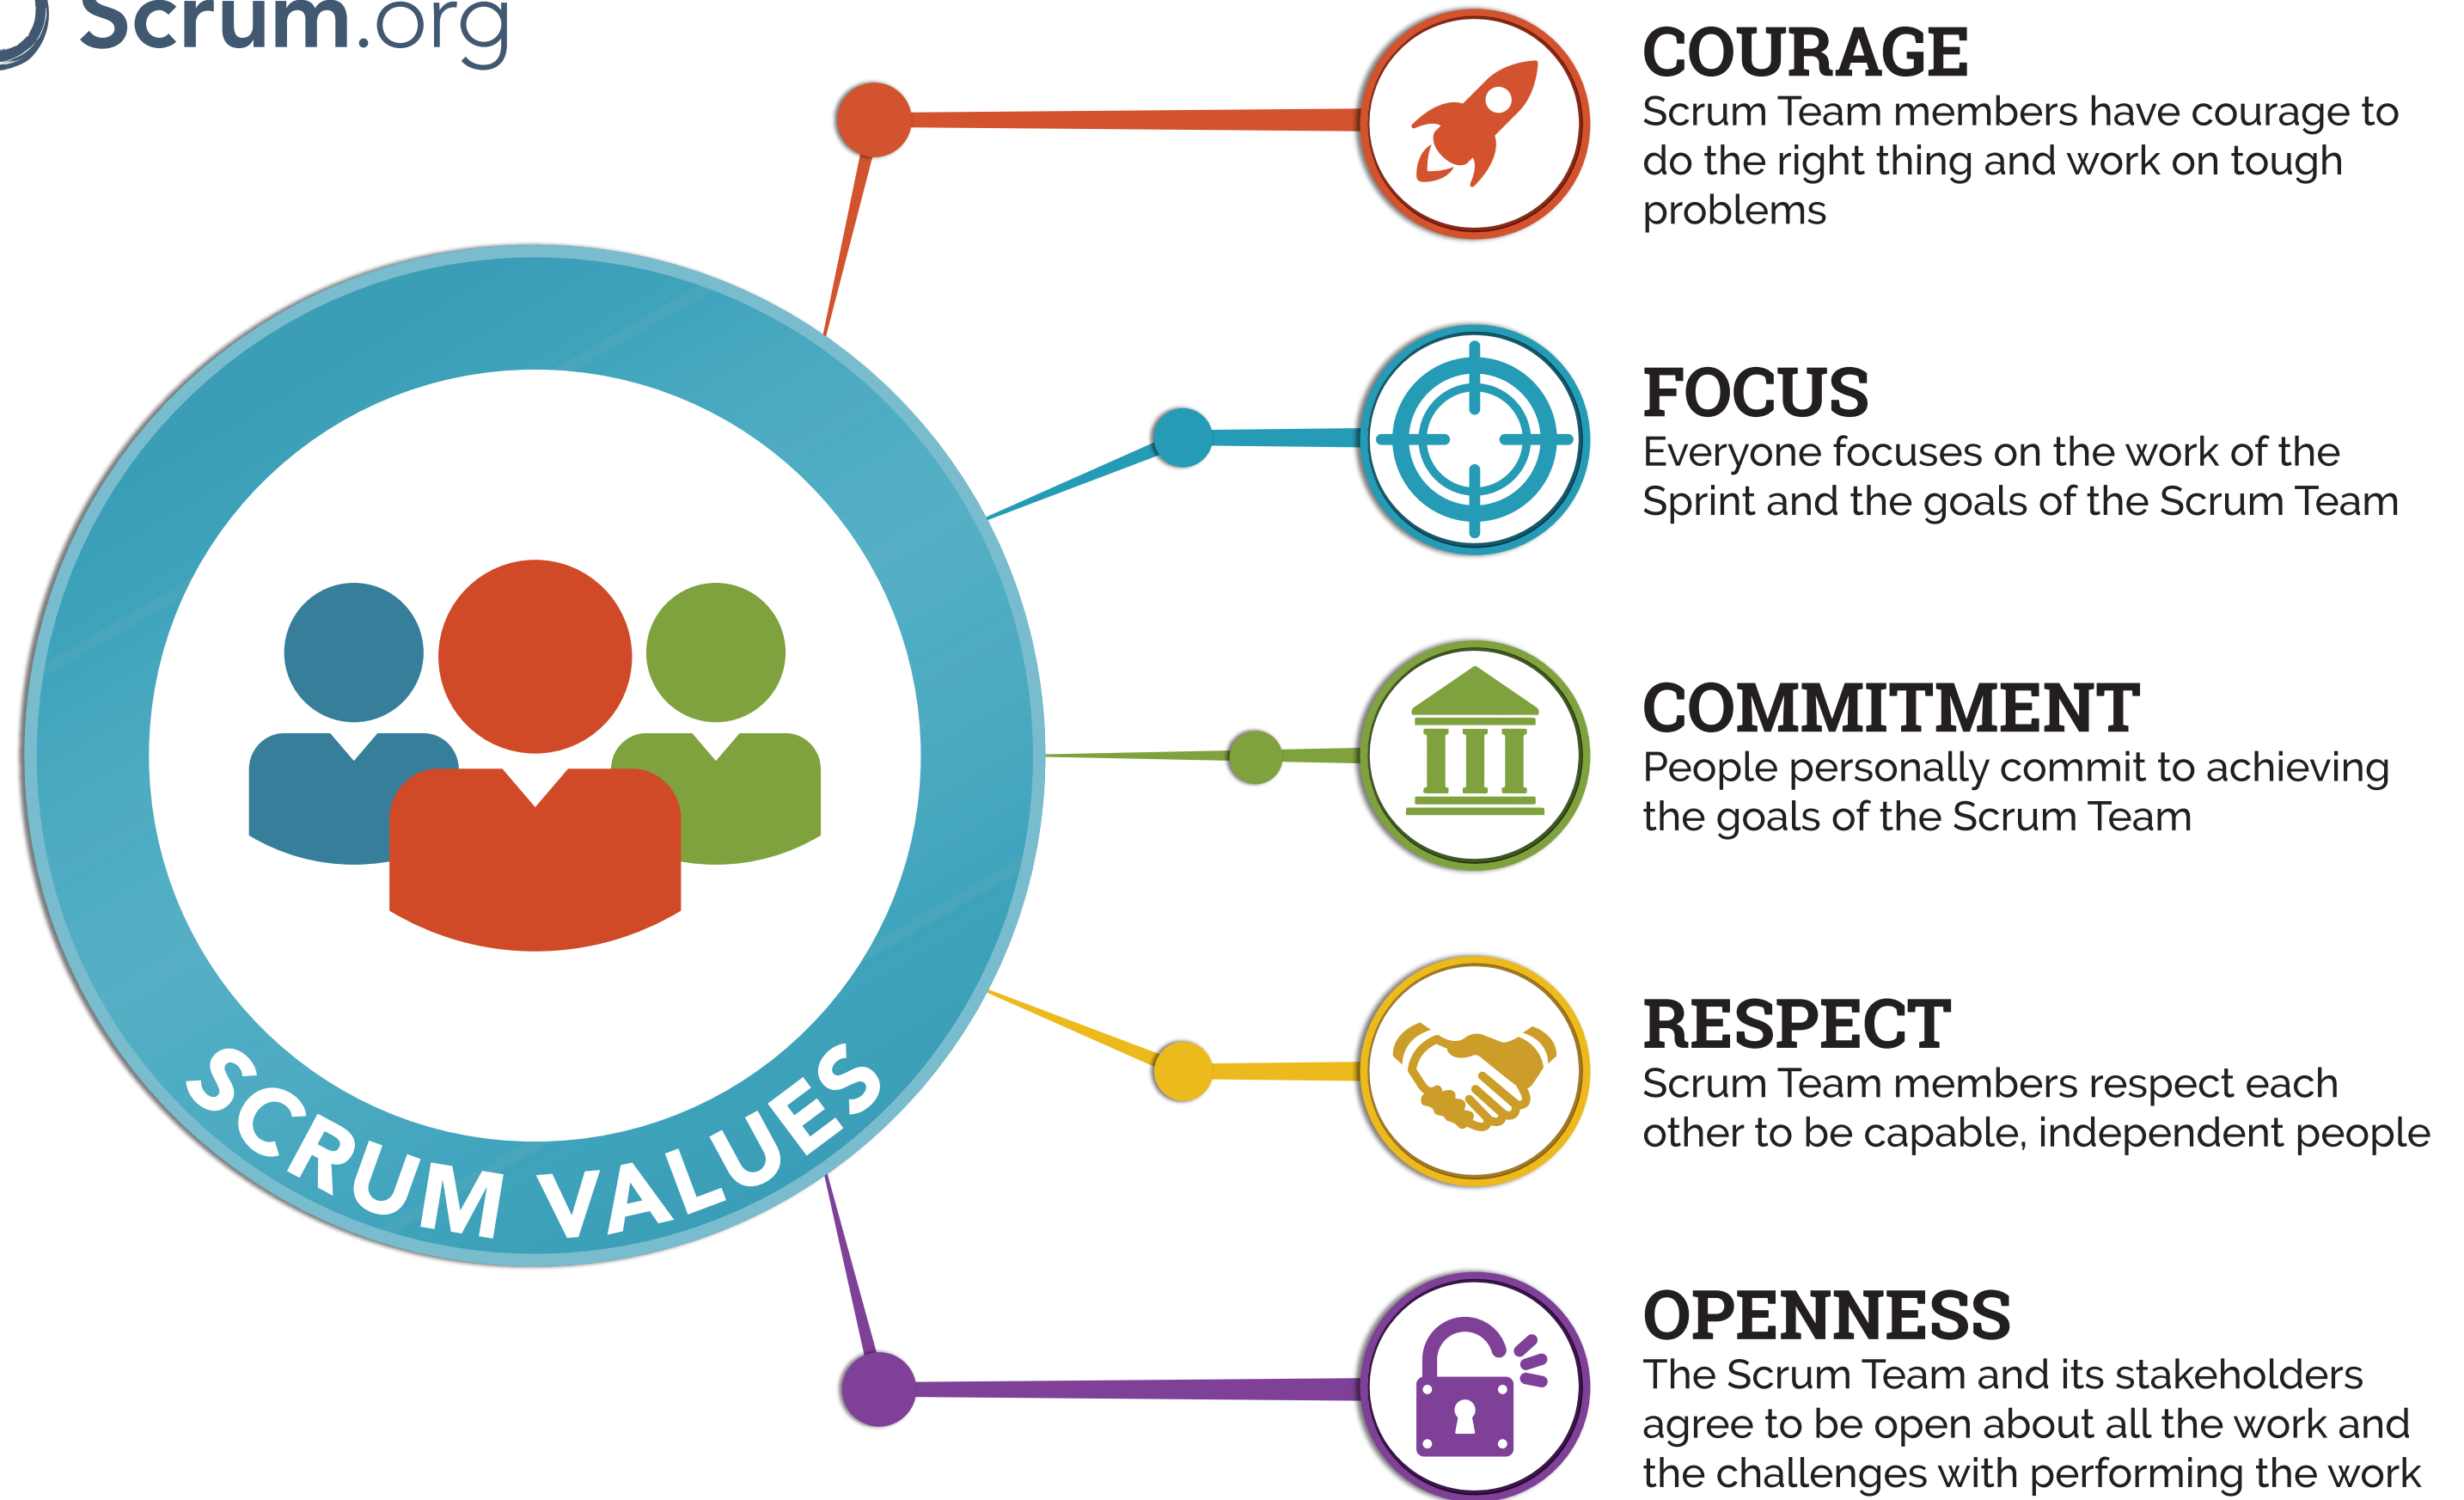 Scrum.org
COURAGE
Scrum Team members have courage to
do the right thing and work on tough
problems
FOCUS
Everyone focuses on the work of the
Sprint and the goals of the Scrum Team
COMMITMENT
People personally commit to achieving
the goals of the Scrum Team
RESPECT
Scrum Team members respect each
other to be capable, independent people
OPENNESS
The Scrum Team and its stakeholders
agree to be open about all the work and
the challenges with performing the work
SCRUM VALUES